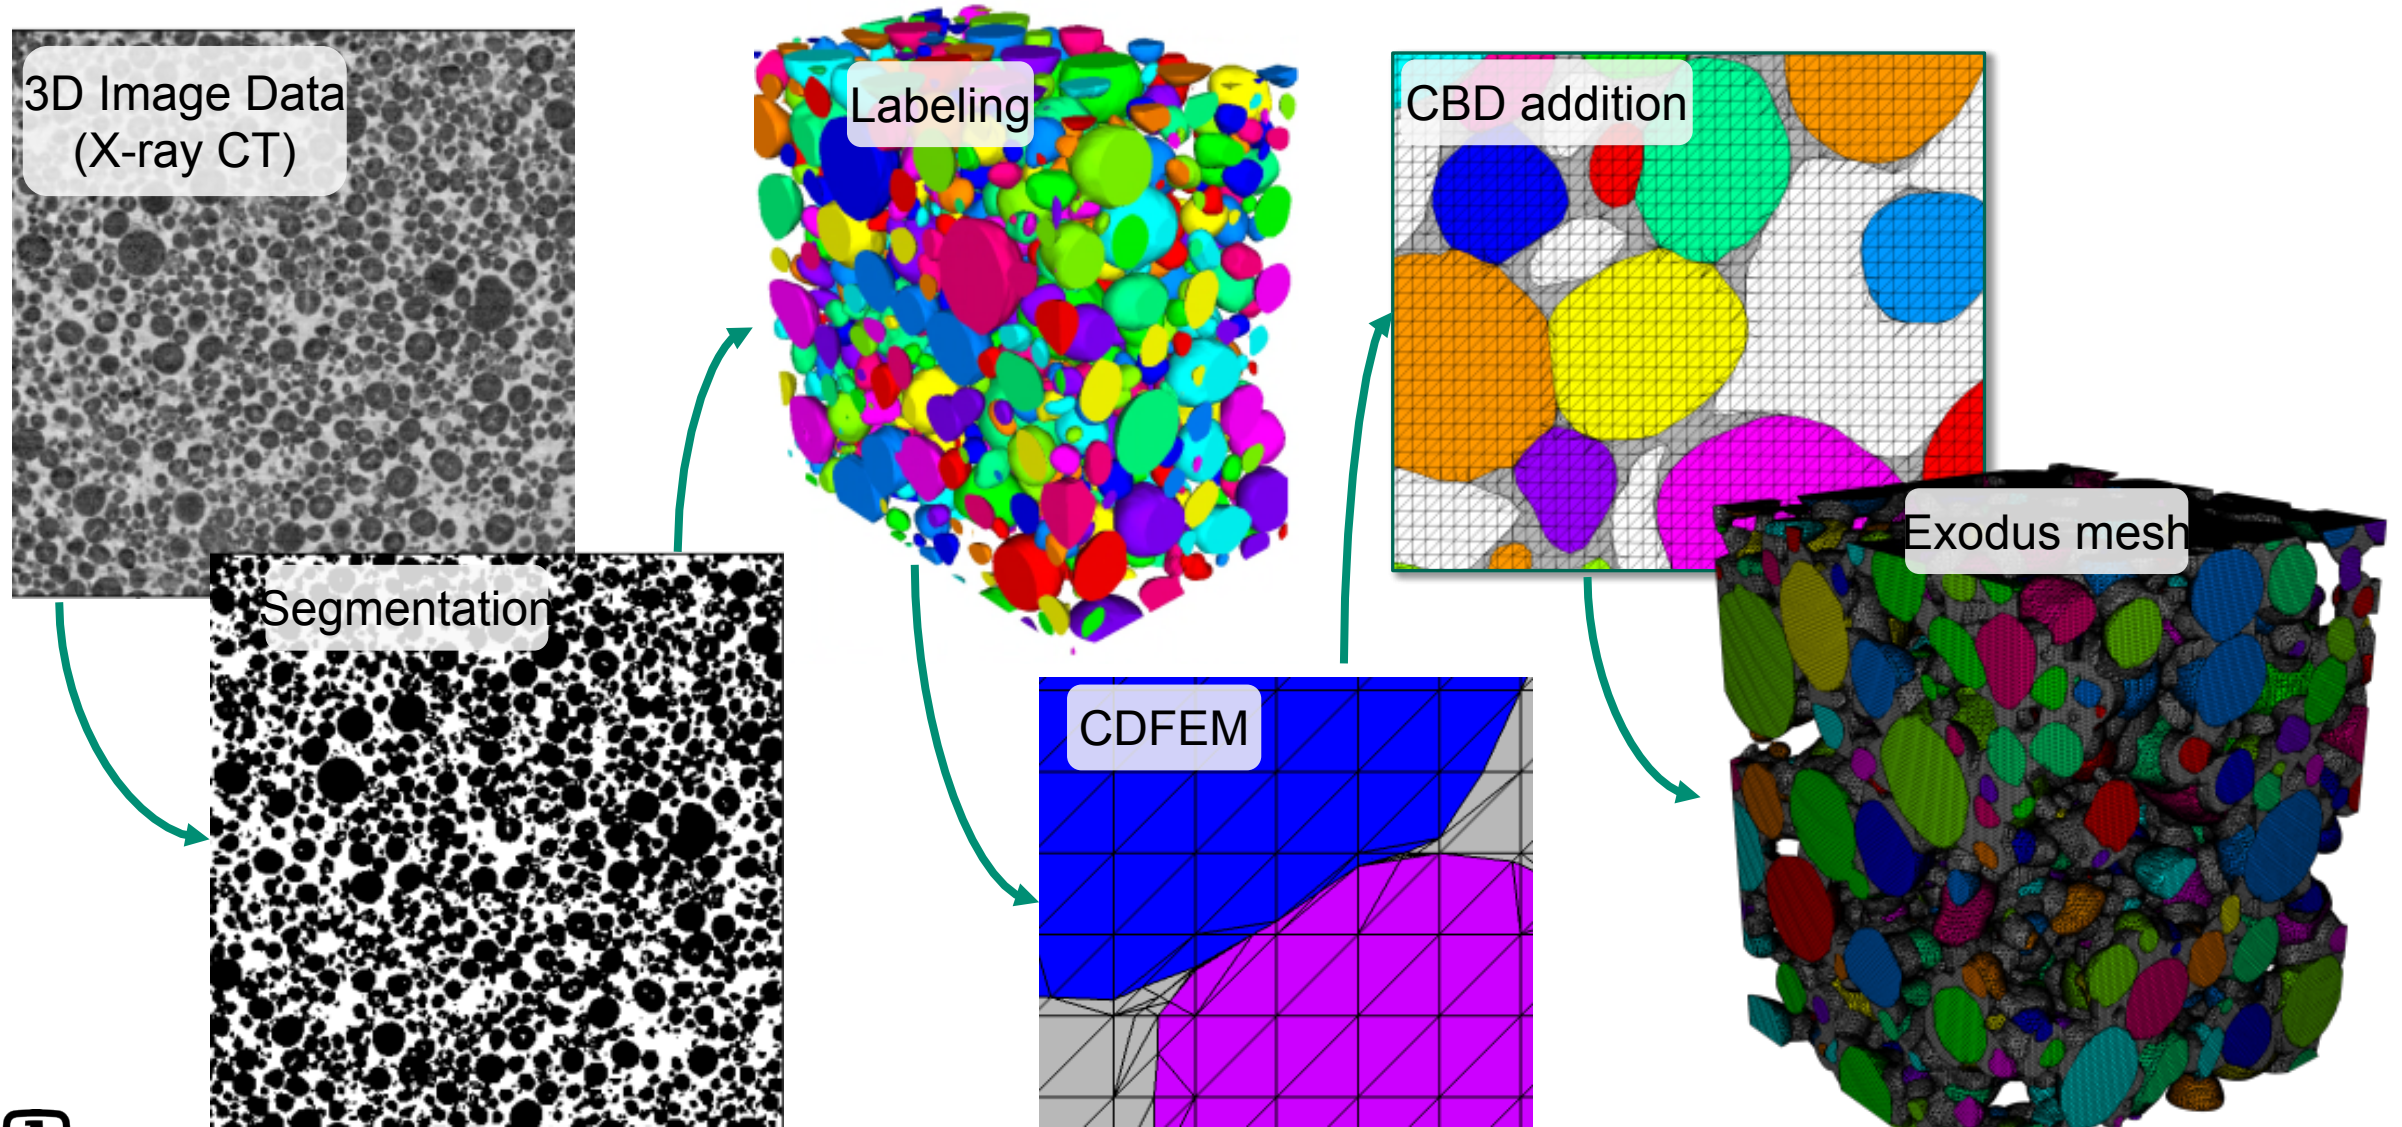 3D Image Data
(X-ray CT)
Segmentation
Labeling
CDFEM
CBD addition
Exodus mesh